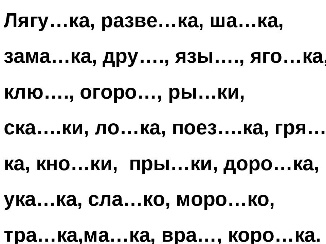 Лягу…ка, разве…ка, ша…ка,
зама…ка, дру…., язы…., яго…ка,
клю…., огоро…, ры…ки,
ска….ки, ло…ка, поез….ка, гря…
ка, кно…ки, пры…ки, доро…ка,
ука…ка, сла…ко, моро…ко,
тра…ка,ма…ка, вра…, коро…ка.